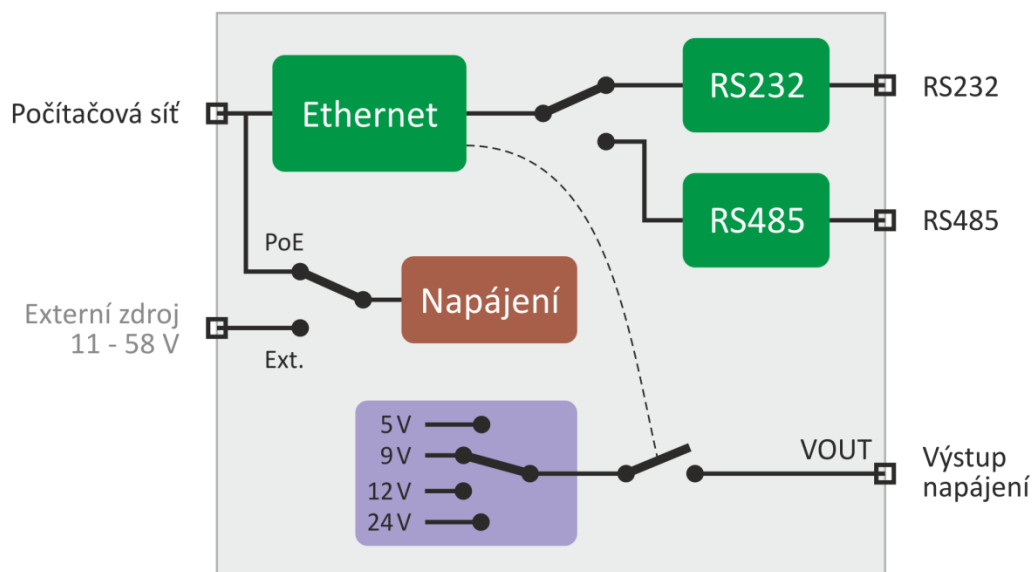 Počítačová síť
Ethernet
RS232
RS232
RS485
RS485
PoE
Napájení
Externí zdroj
11 - 58 V
Ext.
5 V
9 V
12 V
24 V
VOUT
Výstup
napájení